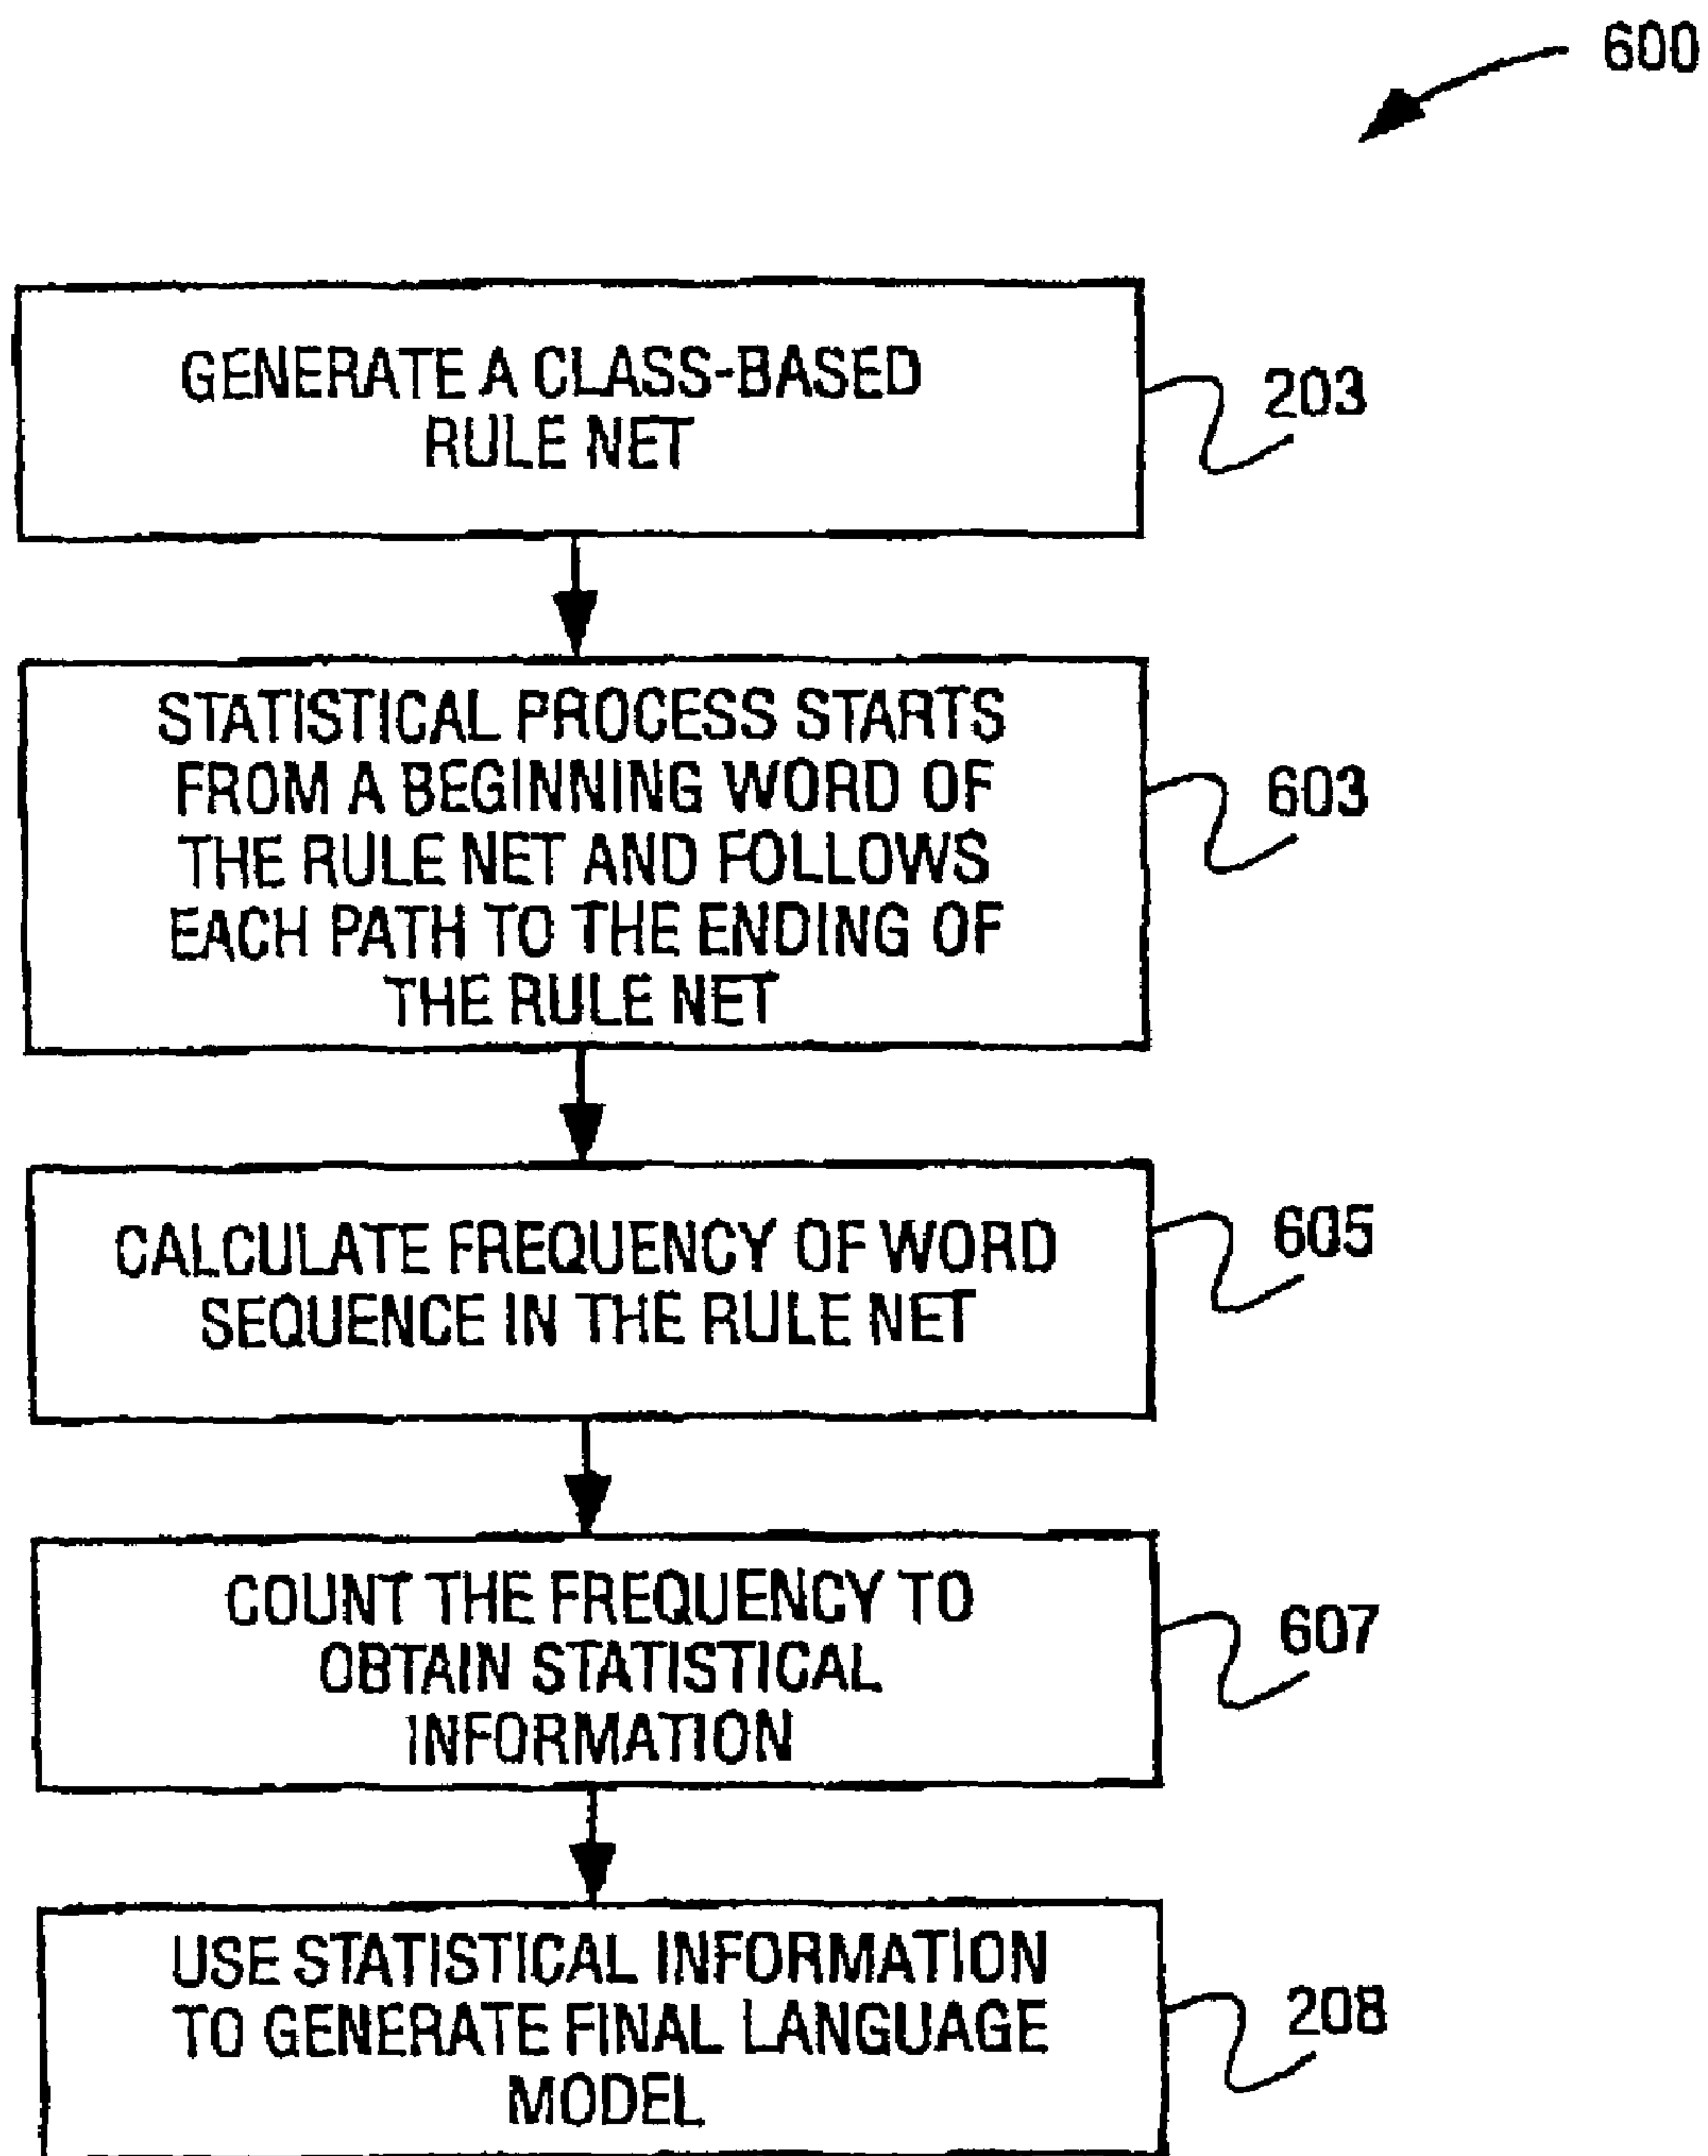 600
GENERATE A CLASS-BASED
RULE NET
203
STATISTICAL PROCESS STARTS
FROM A BEGINNING WORD OF
THE RULE NET AND FOLLOWS
EACH PATH TO THE ENDING OF
THE RULE NET
603
CALCULATE FREQUENCY OF WORD
SEQUENCE IN THE RULE NET
605
COUNT THE FREQUENCY TO
OBTAIN STATISTICAL
INFORMATION
607
USE STATISTICAL INFORMATION
TO GENERATE FINAL LANGUAGE
MODEL
208